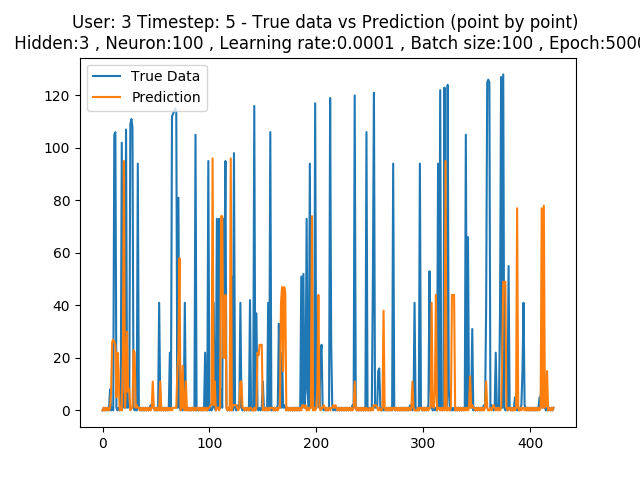 User: 3 Timestep: 5 - True data vs Prediction (point by point)
Hidden:3 , Neuron:100 , Learning rate:0.0001 , Batch size:100 , Epoch:5000
True Data
Prediction
120
100
80
60
40
20
0
0 100 200 300 400